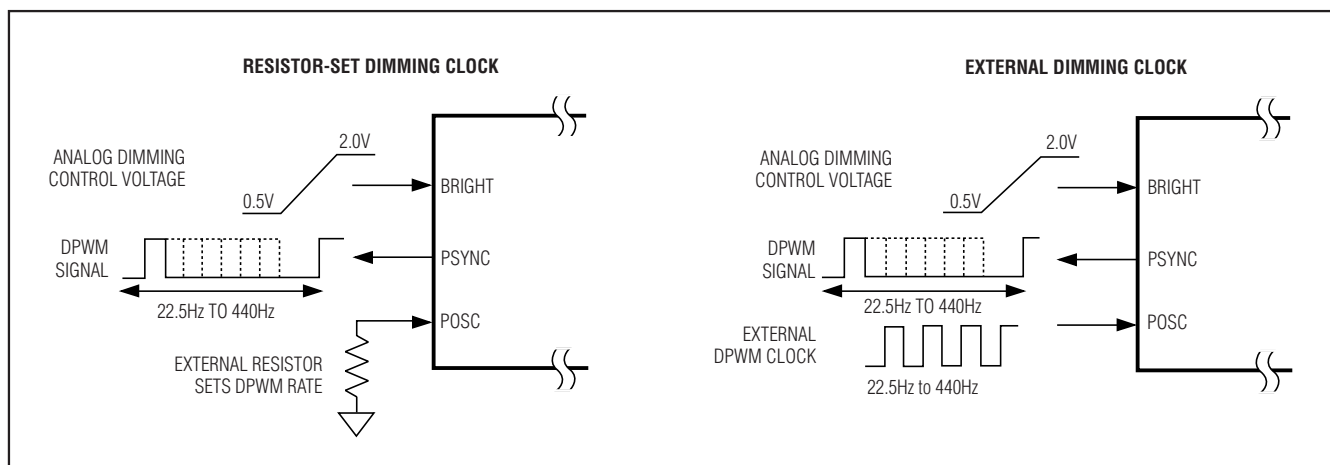 RESISTOR-SET DIMMING CLOCK
ANALOG DIMMING
CONTROL VOLTAGE
0.5V
2.0V
BRIGHT
DPWM
SIGNAL
PSYNC
22.5Hz TO 440Hz
POSC
EXTERNAL RESISTOR
SETS DPWM RATE
EXTERNAL DIMMING CLOCK
ANALOG DIMMING
CONTROL VOLTAGE
0.5V
2.0V
BRIGHT
DPWM
SIGNAL
PSYNC
22.5Hz TO 440Hz
EXTERNAL
DPWM CLOCK
POSC
22.5Hz to 440Hz